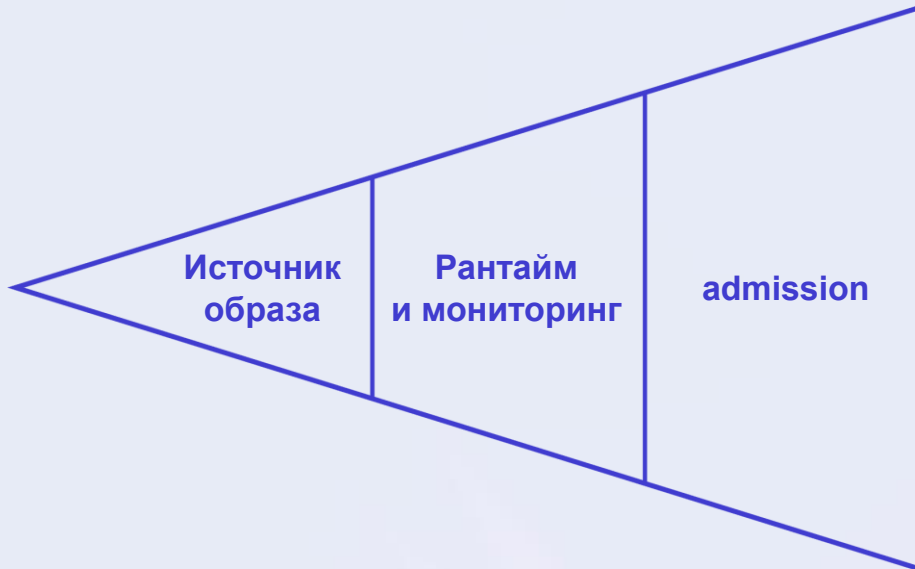 Источник
образа
Рантайм
и мониторинг
admission